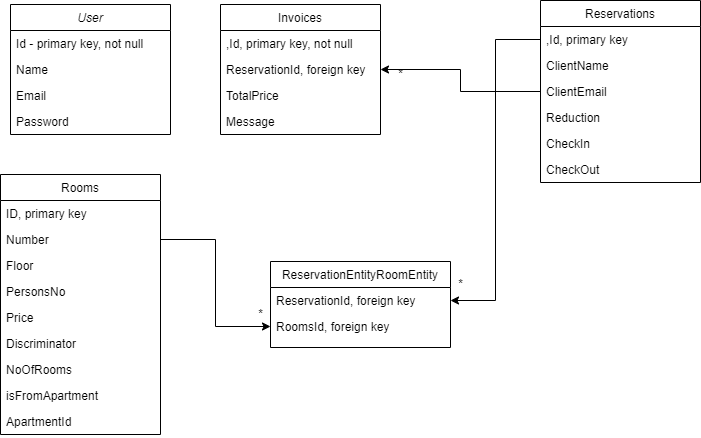 User
Id - primary key, not null
Name
Email
Password
Invoices
,Id, primary key, not null
ReservationId, foreign key
TotalPrice
Message
*
Reservations
,Id, primary key
ClientName
ClientEmail
Reduction
CheckIn
CheckOut
Rooms
ID, primary key
Number
Floor
PersonsNo
Price
Discriminator
NoOfRooms
isFromApartment
ApartmentId
*
ReservationEntityRoomEntity
ReservationId, foreign key
RoomsId, foreign key
*